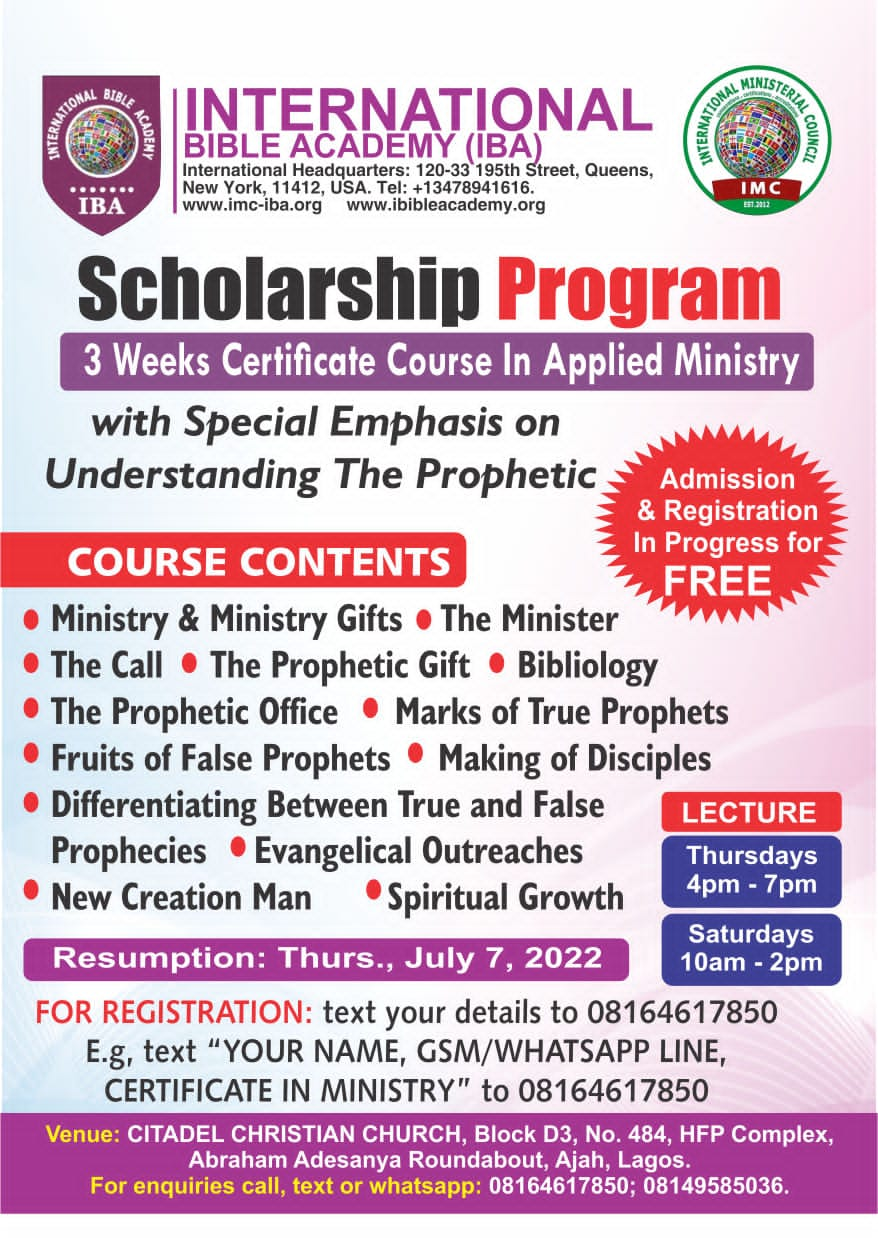 INTERNATIONAL BIBLE ACADEMY
IBA
INTERNATIONAL
BIBLE ACADEMY (IBA)
International Headquarters: 120-33 195th Street, Queens,
New York, 11412, USA. Tel: +13478941616.
www.imc-iba.org www.ibibleacademy.org
INTERNATIONAL MINISTERIAL COUNCIL
IMC
EST.2012
Scholarship Program
3 Weeks Certificate Course In Applied Ministry
with Special Emphasis on
Understanding The Prophetic
Admission
& Registration
In Progress for
FREE
COURSE CONTENTS
• Ministry & Ministry Gifts • The Minister
• The Call • The Prophetic Gift • Bibliology
• The Prophetic Office • Marks of True Prophets
• Fruits of False Prophets • Making of Disciples
• Differentiating Between True and False
Prophecies • Evangelical Outreaches
• New Creation Man • Spiritual Growth
LECTURE
Thursdays
4pm - 7pm
Saturdays
10am - 2pm
Resumption: Thurs., July 7, 2022
FOR REGISTRATION: text your details to 08164617850
E.g, text “YOUR NAME, GSM/WHATSAPP LINE,
CERTIFICATE IN MINISTRY” to 08164617850
Venue: CITADEL CHRISTIAN CHURCH, Block D3, No. 484, HFP Complex,
Abraham Adesanya Roundabout, Ajah, Lagos.
For enquiries call, text or whatsapp: 08164617850; 08149585036.